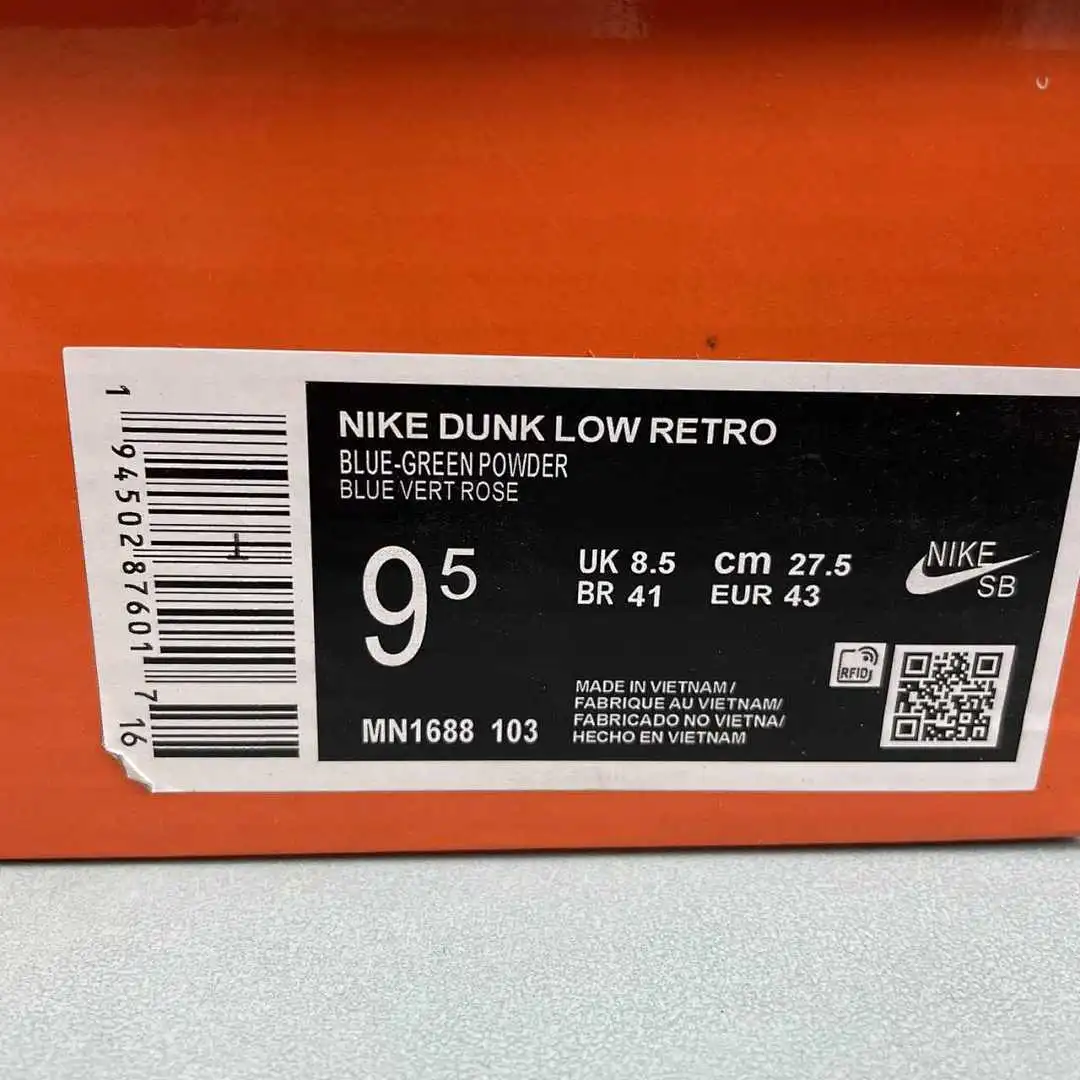 NIKE DUNK LOW RETRO
BLUE-GREEN POWDER
BLUE VERT ROSE
9 5
UK 8.5 cm 27.5
BR 41 EUR 43
NIKE
SB
RFID
MADE IN VIETNAM /
FABRIQUE AU VIETNAM/
FABRICADO NO VIETNA/
HECHO EN VIETNAM
MN1688 103
1 94502 87601 7 16